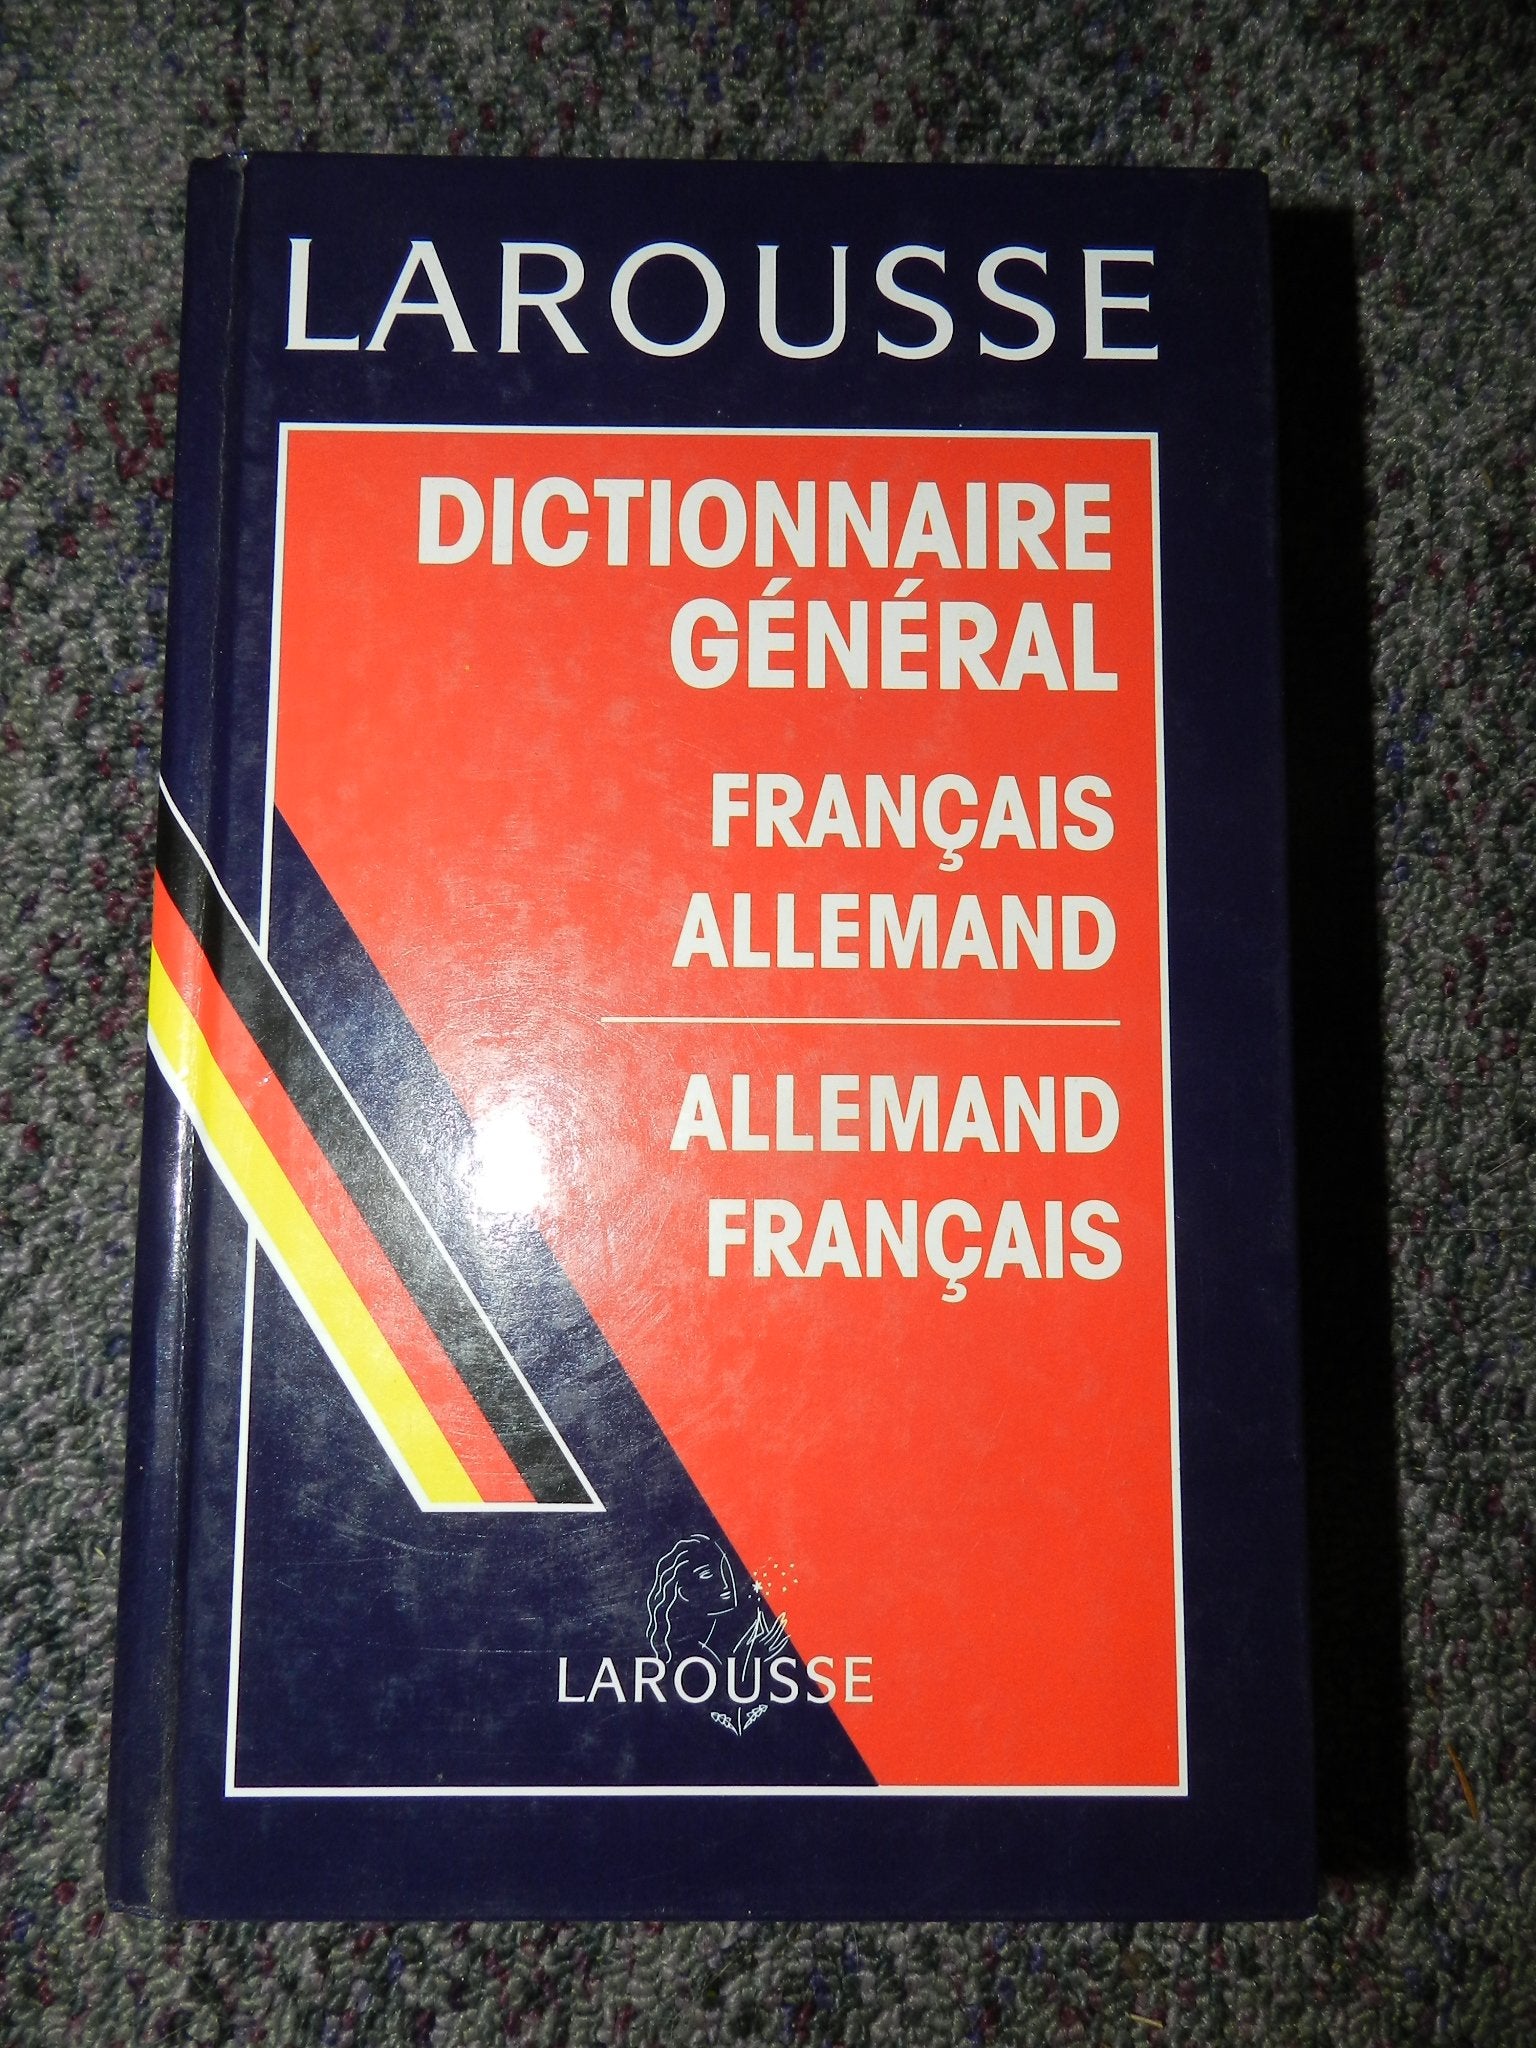 LAROUSSE
DICTIONNAIRE
GÉNÉRAL
FRANÇAIS
ALLEMAND
ALLEMAND
FRANÇAIS
LAROUSSE